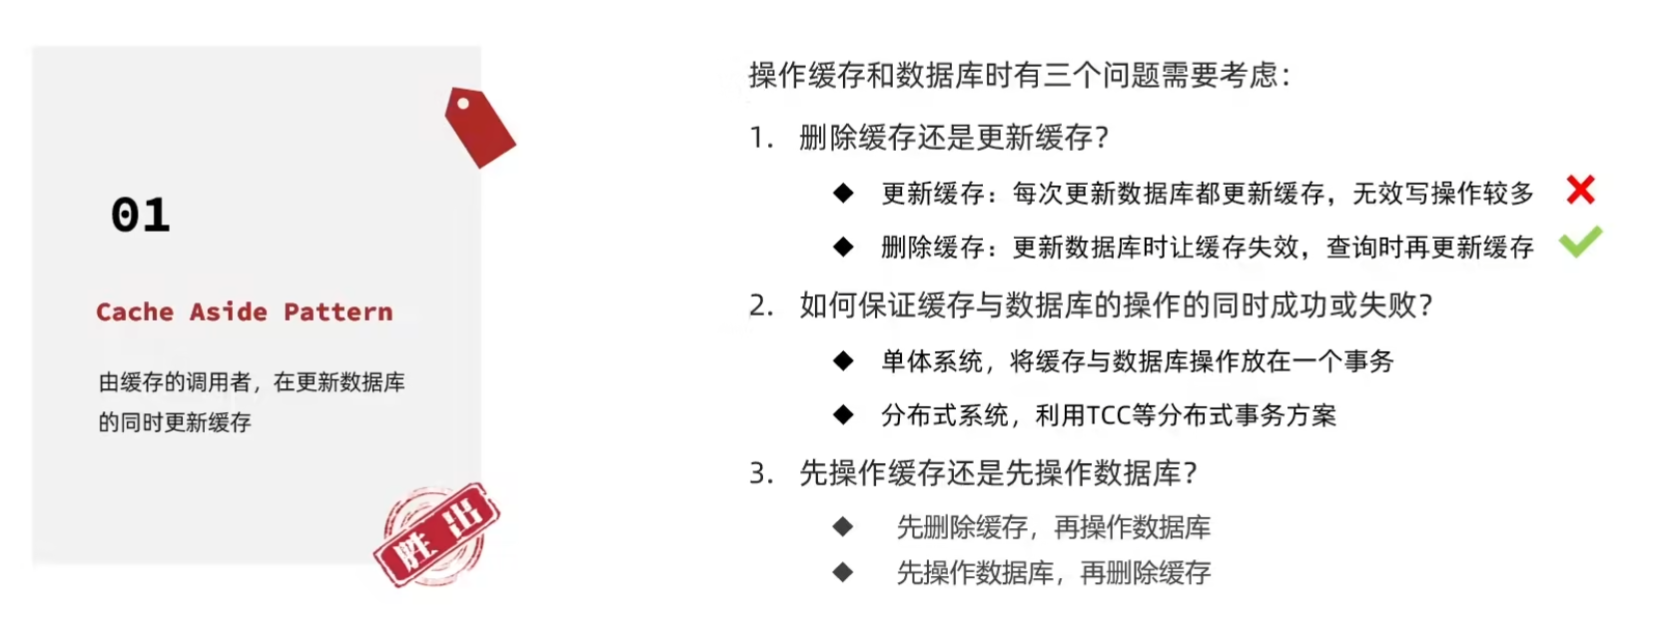 01
Cache Aside Pattern
由缓存的调用者，在更新数据库
的同时更新缓存
胜出
操作缓存和数据库时有三个问题需要考虑：
1. 删除缓存还是更新缓存？
◆ 更新缓存：每次更新数据库都更新缓存，无效写操作较多
◆ 删除缓存：更新数据库时让缓存失效，查询时再更新缓存
2. 如何保证缓存与数据库的操作的同时成功或失败？
◆ 单体系统，将缓存与数据库操作放在一个事务
◆ 分布式系统，利用TCC等分布式事务方案
3. 先操作缓存还是先操作数据库？
◆ 先删除缓存，再操作数据库
◆ 先操作数据库，再删除缓存